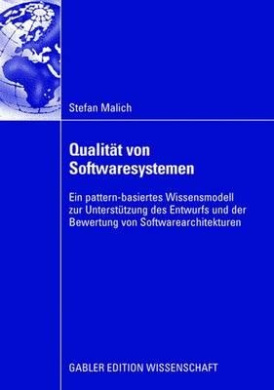 Stefan Malich
Qualität von
Softwaresystemen
Ein pattern-basiertes Wissensmodell
zur Unterstützung des Entwurfs und der
Bewertung von Softwarearchitekturen
GABLER EDITION WISSENSCHAFT